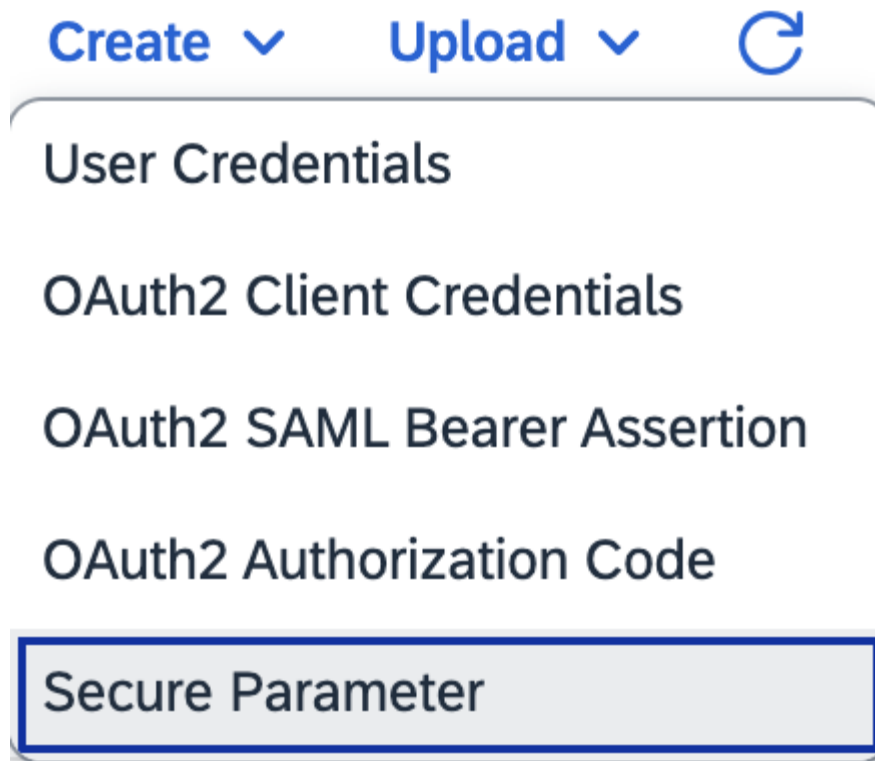 Create Upload
User Credentials
OAuth2 Client Credentials
OAuth2 SAML Bearer Assertion
OAuth2 Authorization Code
Secure Parameter